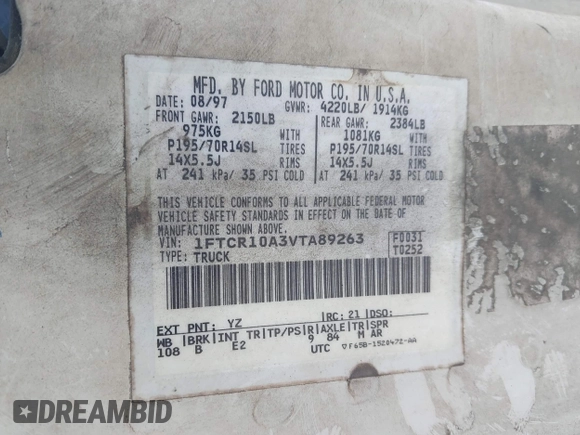 MFD. BY FORD MOTOR CO. IN U.S.A.
DATE: 08/97 GVWR: 4220LB/ 1914KG
FRONT GAWR: 2150LB REAR GAWR: 2384LB
975KG WITH 1081KG WITH
P195/70R14SL TIRES P195/70R14SL TIRES
14X5.5J RIMS 14X5.5J RIMS
AT 241 kPa/ 35 PSI COLD AT 241 kPa/ 35 PSI COLD
THIS VEHICLE CONFORMS TO ALL APPLICABLE FEDERAL MOTOR
VEHICLE SAFETY STANDARDS IN EFFECT ON THE DATE OF
MANUFACTURE SHOWN ABOVE.
VIN: 1FTCR10A3VTA89263 F0031
TYPE: TRUCK T0252
EXT PNT: YZ RC: 21 DSO:
WB BRK INT TR TP/PS R AXLE TR SPR
108 B E2 9 84 M AR
UTC ▽F65B-1520472-AA
DREAMBID